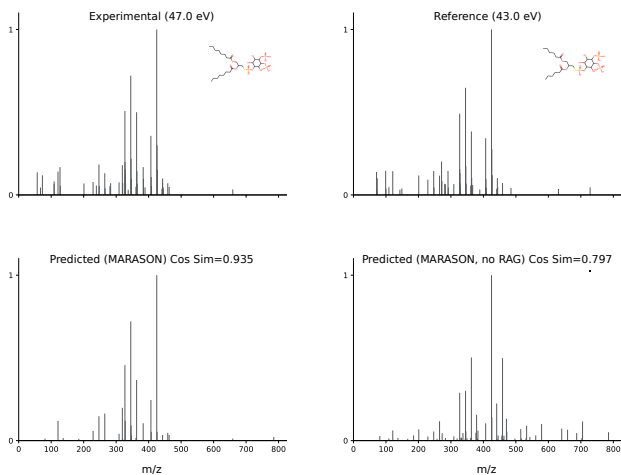 Experimental (47.0 eV)
Reference (43.0 eV)
1
0
1
0
Predicted (MARASON) Cos Sim=0.935
Predicted (MARASON, no RAG) Cos Sim=0.797
1
0
0 100 200 300 400 500 600 700 800
m/z
1
0
0 100 200 300 400 500 600 700 800
m/z